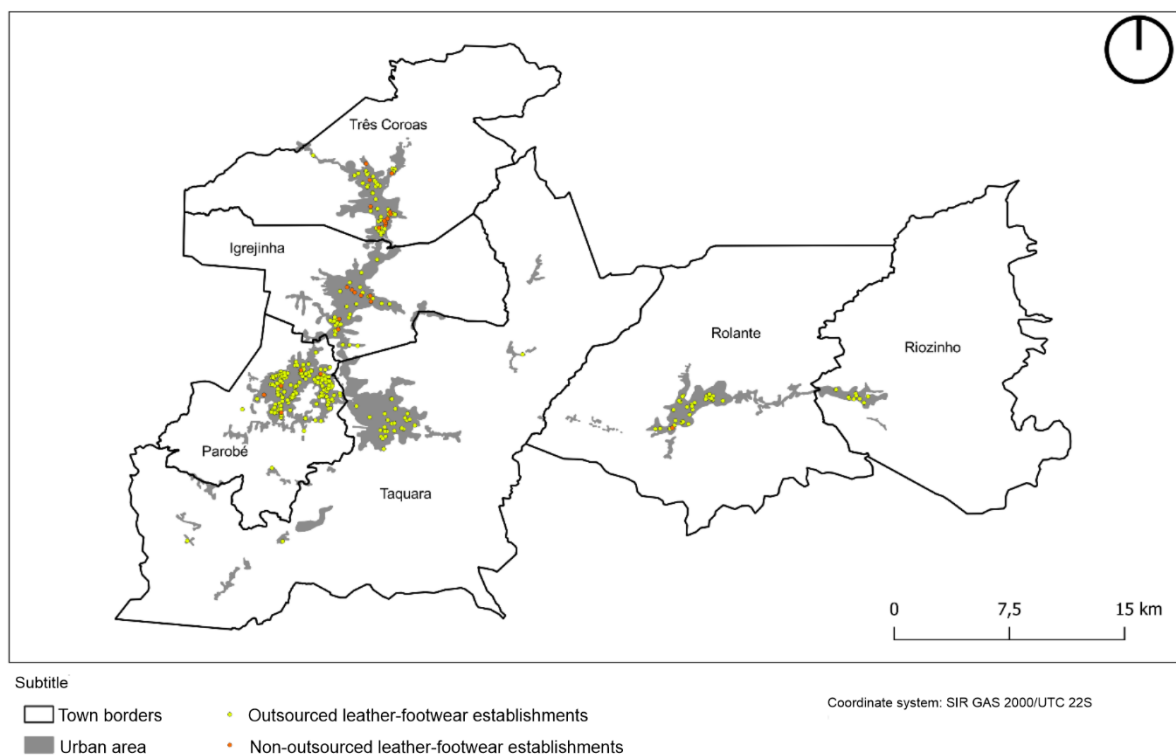 Três Coroas
Igrejinha
Rolante
Riozinho
Parobé
Taquara
0 7,5 15 km
Subtitle
Town borders
Outsourced leather-footwear establishments
Coordinate system: SIR GAS 2000/UTC 22S
Urban area
Non-outsourced leather-footwear establishments